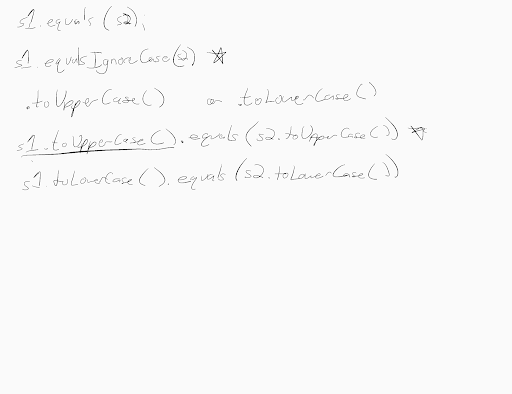 s1.equals(s2);
s1.equalsIgnoreCase(s2) ☆
.toUpperCase() or .toLowerCase()
s1.toUpperCase().equals(s2.toUpperCase()) ☆
s1.toLowerCase().equals(s2.toLowerCase())